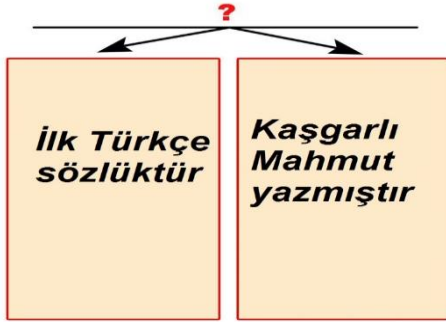 ?
İlk Türkçe
sözlüktür
Kaşgarlı
Mahmut
yazmıştır